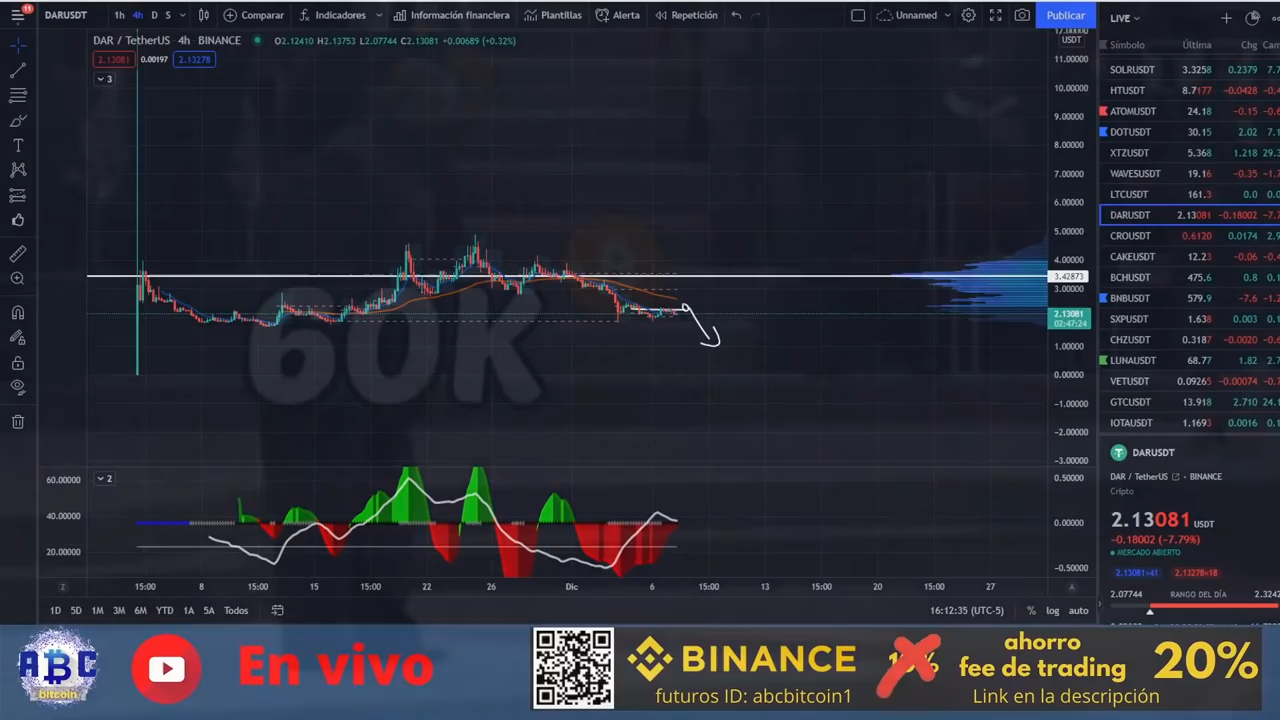 11
DARUSDT
1h 4h D S
Comparar
Indicadores
Información financiera
Plantillas
Alerta
Repetición
Unnamed
Publicar
DAR / TetherUS 4h BINANCE
O2.12410 H2.13753 L2.07744 C2.13081 +0.00689 (+0.32%)
2.13081 0.00197 2.13278
3
12.00000
USDT
11.00000
10.00000
9.00000
8.00000
7.00000
6.00000
5.00000
4.00000
3.42873
3.00000
2.13081
02:47:24
1.00000
0.00000
−1.00000
−2.00000
−3.00000
60K
2
60.00000
40.00000
20.00000
0.50000
0.00000
−0.50000
Z 15:00 8 15:00 15 15:00 22 26 Dic 6 15:00 13 15:00 20 15:00 27 A
1D 5D 1M 3M 6M YTD 1A 5A Todos
16:12:35 (UTC-5) % log auto
LIVE
Símbolo Última Chg
SOLRUSDT 3.3258 0.2379
HTUSDT 8.7177 -0.0428
ATOMUSDT 24.18 -0.15
DOTUSDT 30.15 2.02
XTZUSDT 5.368 1.218
WAVESUSDT 19.16 -0.35
LTCUSDT 161.3 0.0
DARUSDT 2.13081 -0.18002
CROUSDT 0.6120 0.0174
CAKEUSDT 12.23 -0.06
BCHUSDT 475.6 0.8
BNBUSDT 579.9 -7.6
SXPUSDT 1.638 0.003
CHZUSDT 0.3187 -0.0020
LUNAUSDT 68.77 1.82
VETUSDT 0.09265 -0.00074
GTCUSDT 13.918 2.710
IOTAUSDT 1.1693 0.0016
DARUSDT
DAR / TetherUS BINANCE
Cripto
2.13081 USDT
−0.18002 (−7.79%)
MERCADO ABIERTO
2.13081×41 2.13278×18
2.07744 RANGO DEL DÍA
ABC
bitcoin
En vivo
BINANCE
futuros ID: abcbitcoin1
ahorro
fee de trading
20%
Link en la descripción